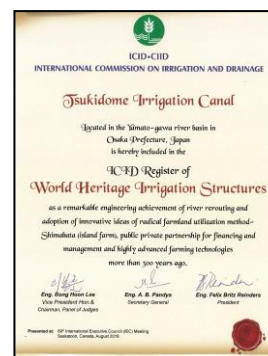 ICID•CIID
INTERNATIONAL COMMISSION ON IRRIGATION AND DRAINAGE
Tsukidome Irrigation Canal
Located in the Yamato-gawa river basin in
Osaka Prefecture, Japan
is hereby included in the
ICID Register of
World Heritage Irrigation Structures
as a remarkable engineering achievement of river rerouting and
adoption of innovative ideas of radical farmland utilization method-
Shimabata (island farm), public private partnership for financing and
management and highly advanced farming technologies
more than 300 years ago.
Eng. Bong Hoon Lee
Vice President Hon &
Chairman, Panel of Judges
Eng. A. B. Pandya
Secretary General
Eng. Felix Britz Reinders
President
Presented at: 69th International Executive Council (IEC) Meeting
Saskatoon, Canada, August 2018